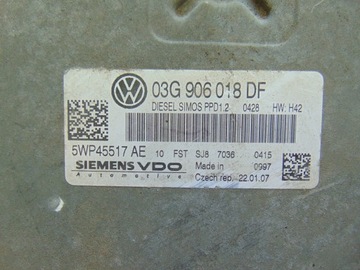 03G 906 018 DF
DIESEL SIMOS PPD1.2 0428 HW. H42
5WP45517 AE 10 FST SJ8 7036 0415
SIEMENS VDO Made in 0997
Automotive Czech rep. 22.01.07